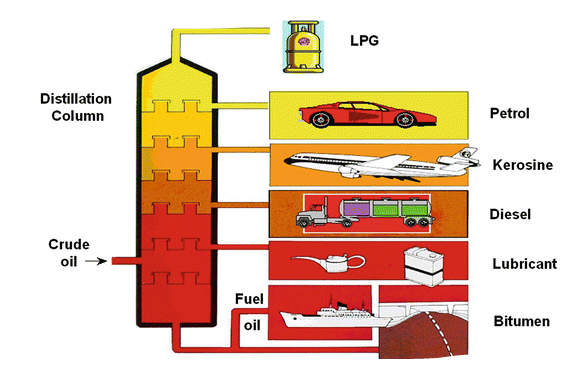 LPG
Distillation
Column
Petrol
Kerosine
Diesel
Crude
oil
Lubricant
Fuel
oil
Bitumen